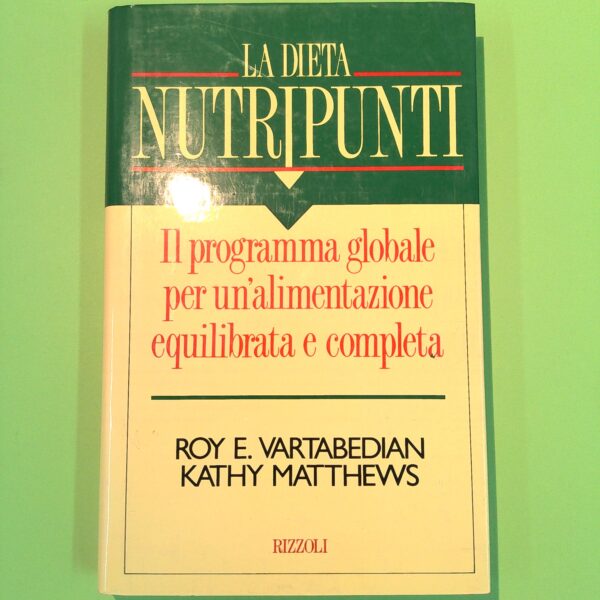 LA DIETA
NUTRIPUNTI
Il programma globale
per un'alimentazione
equilibrata e completa
ROY E. VARTABEDIAN
KATHY MATTHEWS
RIZZOLI